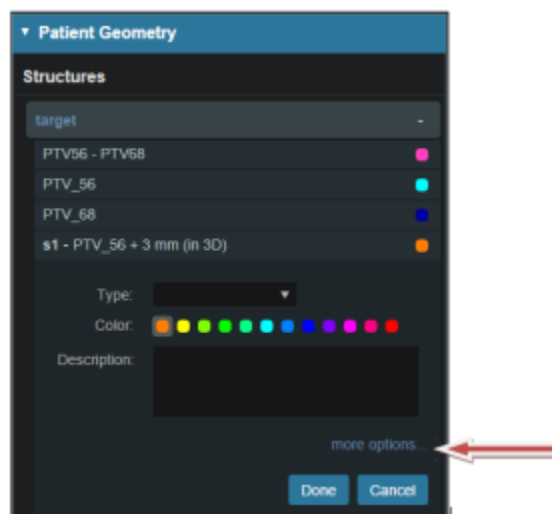 Patient Geometry
Structures
target -
PTV56 - PTV68
PTV_56
PTV_68
s1 - PTV_56 + 3 mm (in 3D)
Type:
Color:
Description:
more options...
Done Cancel